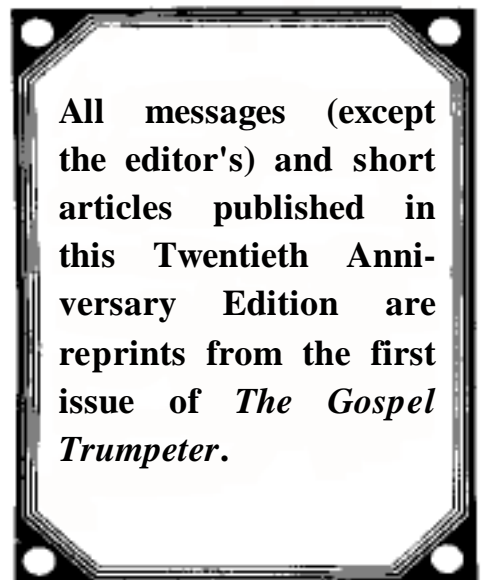 All messages (except
the editor's) and short
articles published in
this Twentieth Anni-
versary Edition are
reprints from the first
issue of The Gospel
Trumpeter.